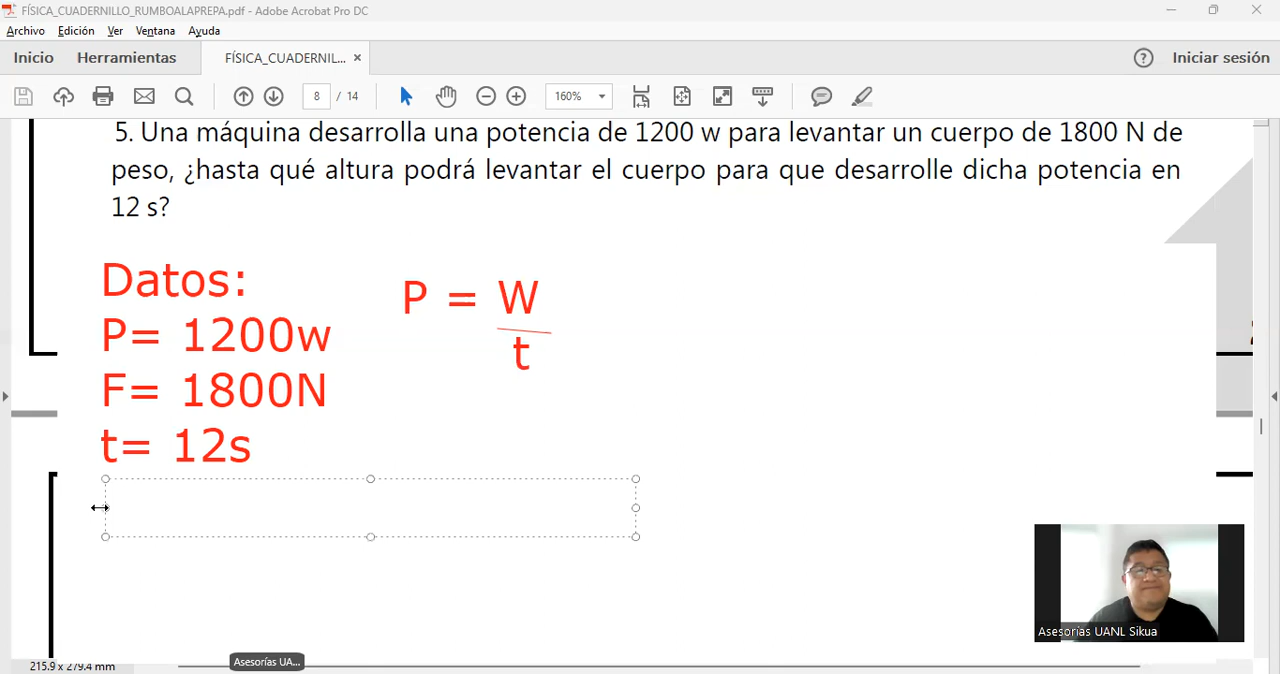 FÍSICA_CUADERNILLO_RUMBOALAPREPA.pdf - Adobe Acrobat Pro DC
Archivo Edición Ver Ventana Ayuda
Inicio Herramientas FÍSICA_CUADERNIL... × Iniciar sesión
8 / 14 160%
5. Una máquina desarrolla una potencia de 1200 w para levantar un cuerpo de 1800 N de
peso, ¿hasta qué altura podrá levantar el cuerpo para que desarrolle dicha potencia en
12 s?
Datos:
P= 1200w
F= 1800N
t= 12s
P = W
t
Asesorías UANL Sikua
Asesorías UA...
215.9 x 279.4 mm